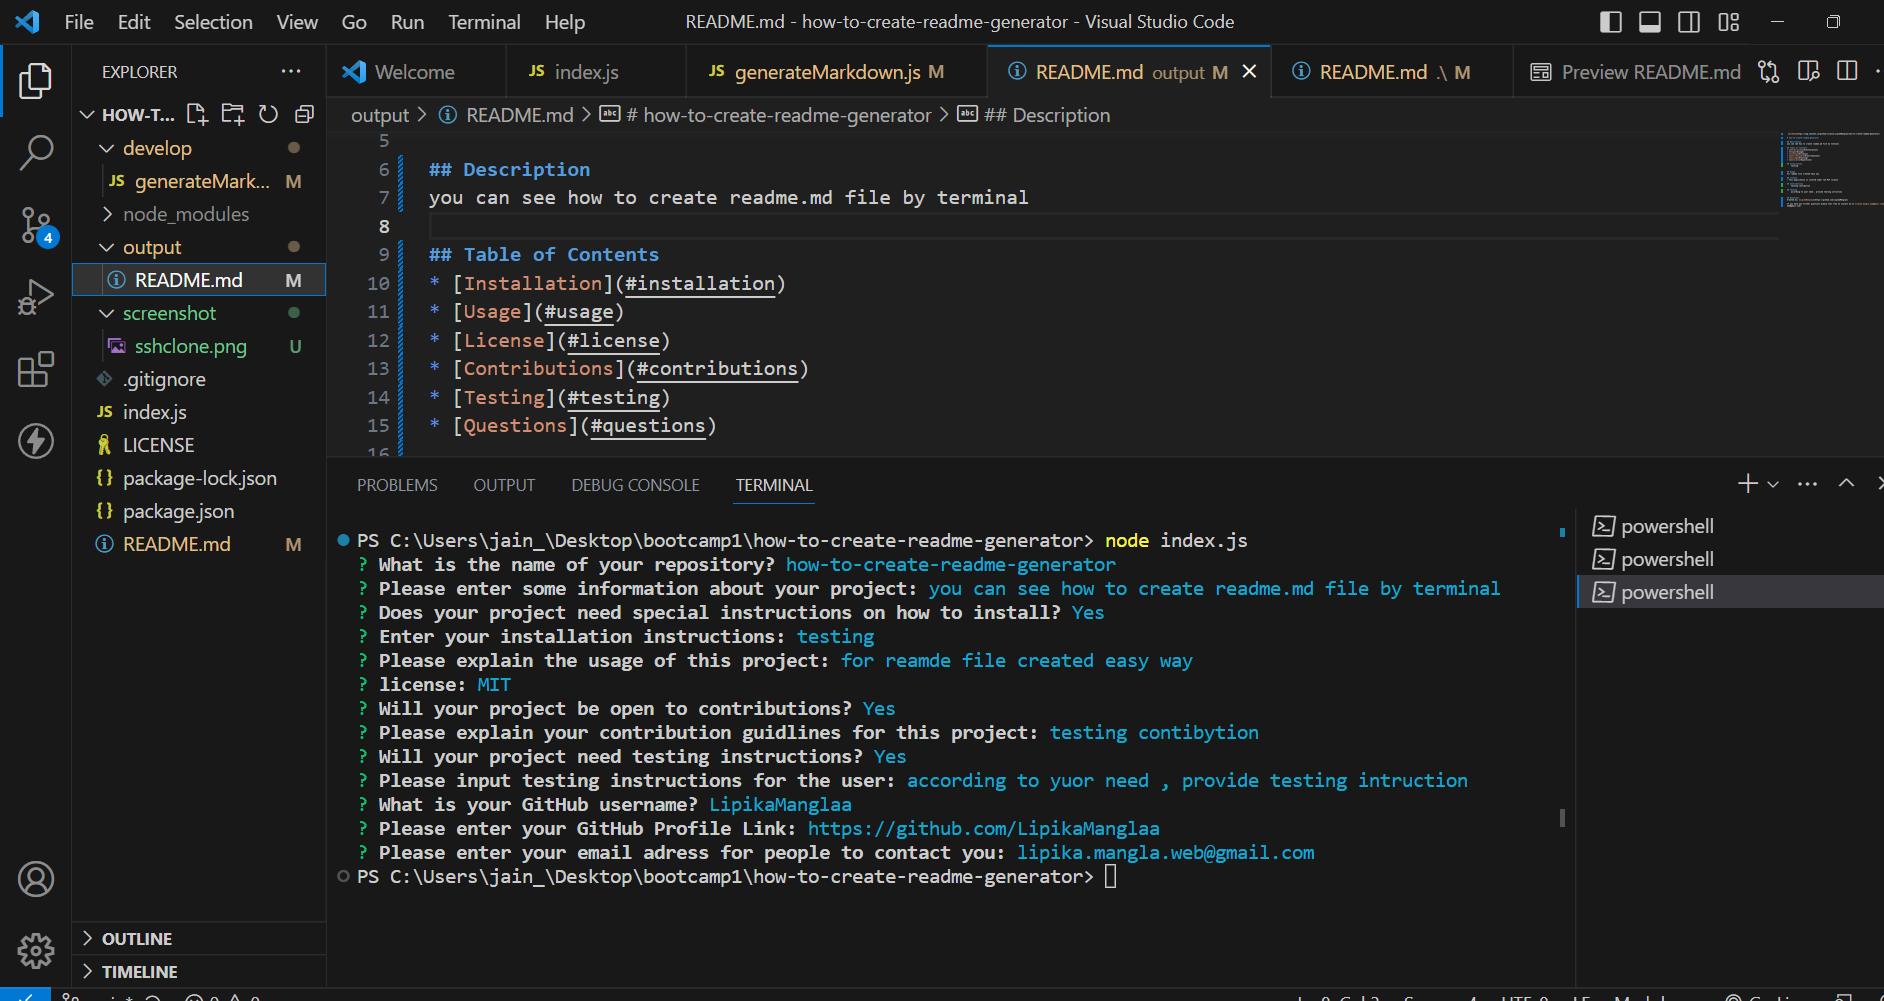 File Edit Selection View Go Run Terminal Help README.md - how-to-create-readme-generator - Visual Studio Code
EXPLORER
Welcome JS index.js JS generateMarkdown.js M README.md output M README.md .\ M Preview README.md
HOW-T...
output > README.md > # how-to-create-readme-generator > ## Description
develop
JS generateMark... M
node_modules
output
README.md M
screenshot
sshclone.png U
.gitignore
JS index.js
LICENSE
{} package-lock.json
{} package.json
README.md M
OUTLINE
TIMELINE
4
5
6 ## Description
7 you can see how to create readme.md file by terminal
8
9 ## Table of Contents
10 * [Installation](#installation)
11 * [Usage](#usage)
12 * [License](#license)
13 * [Contributions](#contributions)
14 * [Testing](#testing)
15 * [Questions](#questions)
16
PROBLEMS OUTPUT DEBUG CONSOLE TERMINAL
PS C:\Users\jain_\Desktop\bootcamp1\how-to-create-readme-generator> node index.js
? What is the name of your repository? how-to-create-readme-generator
? Please enter some information about your project: you can see how to create readme.md file by terminal
? Does your project need special instructions on how to install? Yes
? Enter your installation instructions: testing
? Please explain the usage of this project: for reamde file created easy way
? license: MIT
? Will your project be open to contributions? Yes
? Please explain your contribution guidlines for this project: testing contibytion
? Will your project need testing instructions? Yes
? Please input testing instructions for the user: according to yuor need , provide testing intruction
? What is your GitHub username? LipikaManglaa
? Please enter your GitHub Profile Link: https://github.com/LipikaManglaa
? Please enter your email adress for people to contact you: lipika.mangla.web@gmail.com
PS C:\Users\jain_\Desktop\bootcamp1\how-to-create-readme-generator>
powershell
powershell
powershell